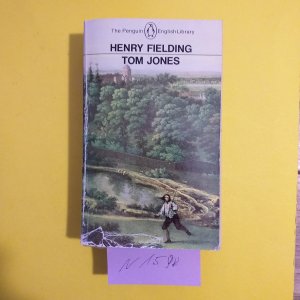 The Penguin English Library
HENRY FIELDING
TOM JONES